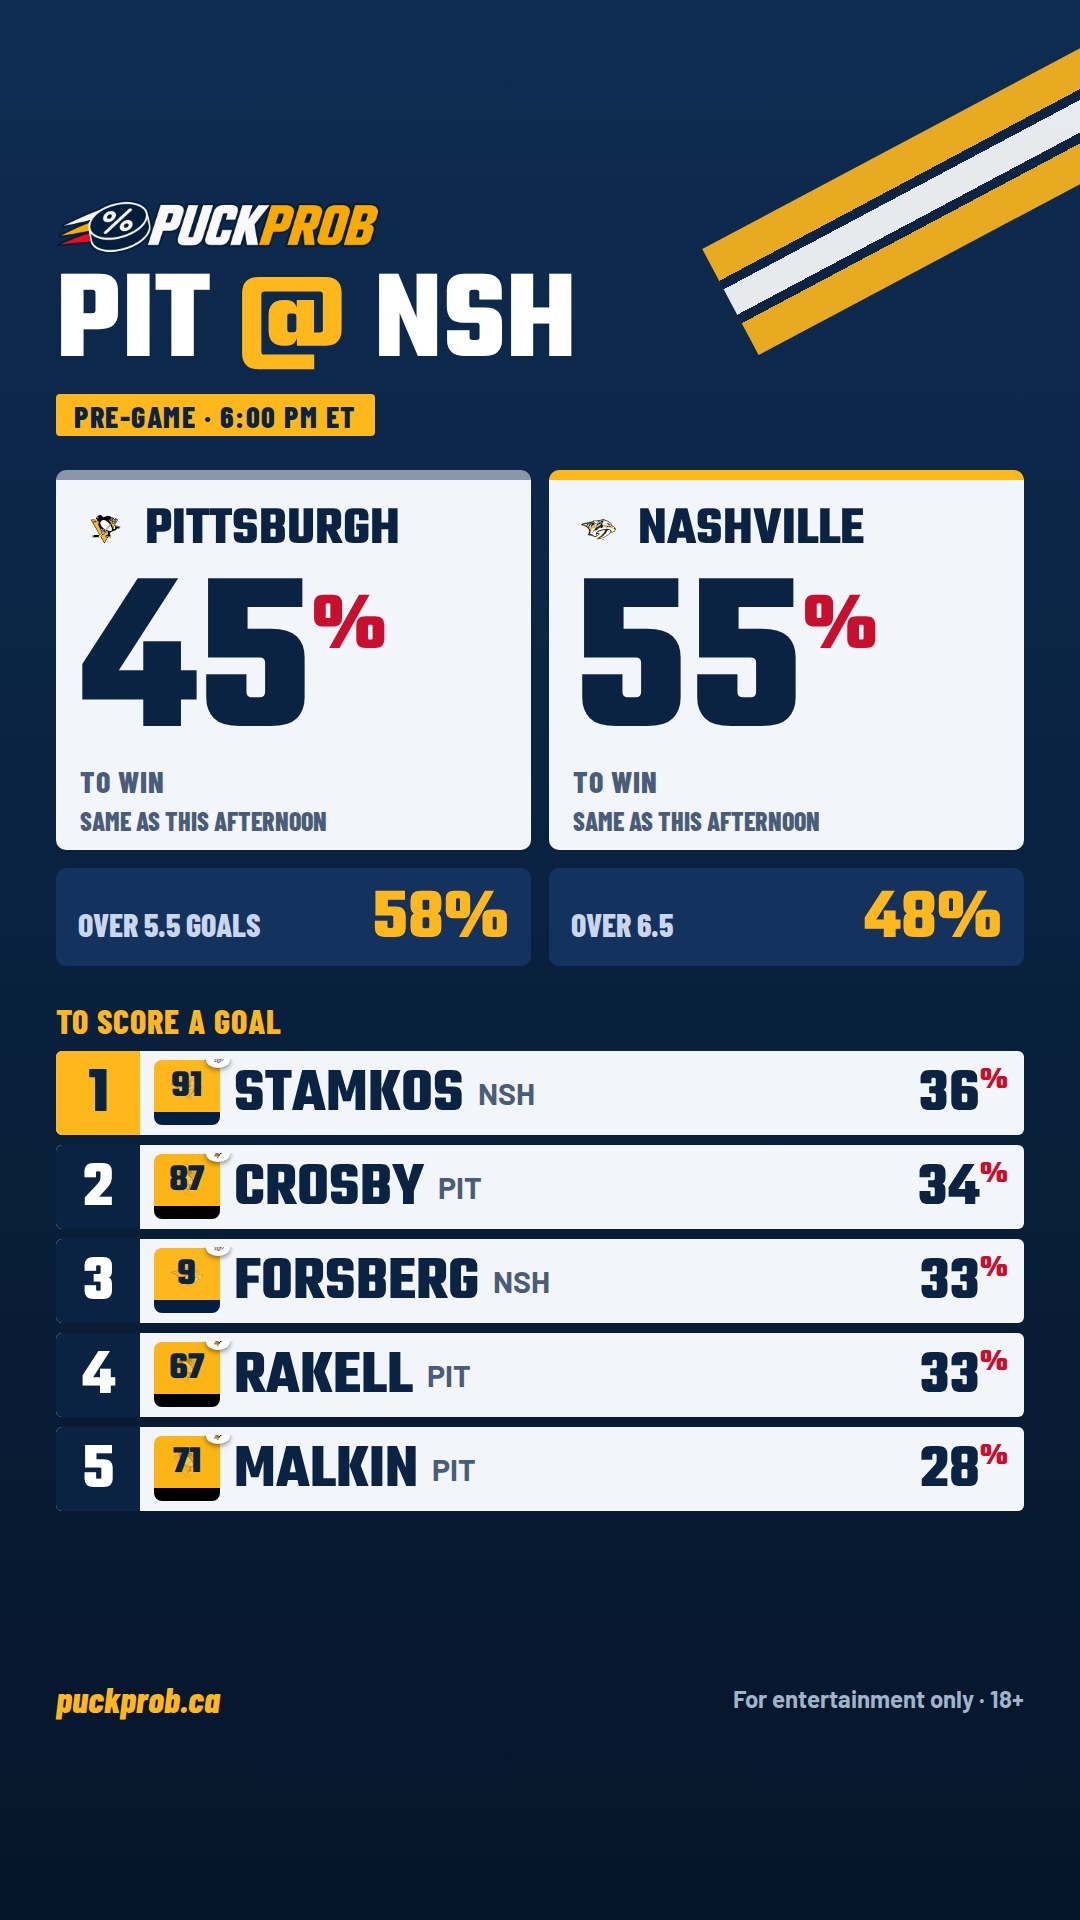 % PUCKPROB
PIT @ NSH
PRE-GAME · 6:00 PM ET
PITTSBURGH
45%
TO WIN
SAME AS THIS AFTERNOON
NASHVILLE
55%
TO WIN
SAME AS THIS AFTERNOON
OVER 5.5 GOALS 58%
OVER 6.5 48%
TO SCORE A GOAL
1 91 STAMKOS NSH 36%
2 87 CROSBY PIT 34%
3 9 FORSBERG NSH 33%
4 67 RAKELL PIT 33%
5 71 MALKIN PIT 28%
puckprob.ca
For entertainment only · 18+